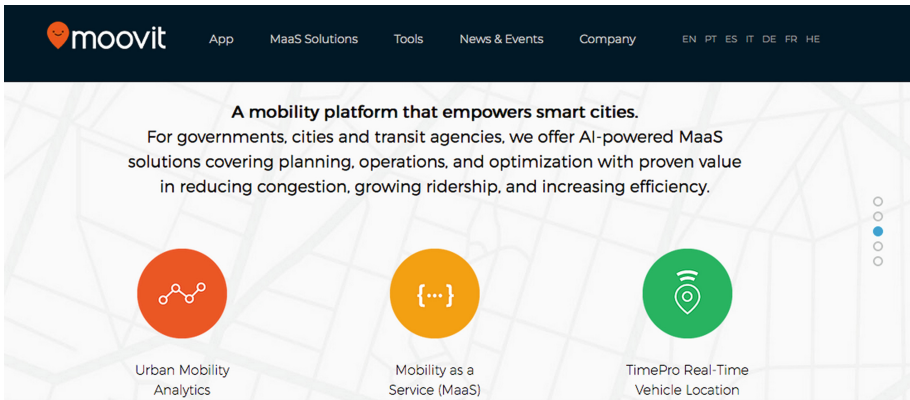 moovit
App MaaS Solutions Tools News & Events Company EN PT ES IT DE FR HE
A mobility platform that empowers smart cities.
For governments, cities and transit agencies, we offer AI-powered MaaS
solutions covering planning, operations, and optimization with proven value
in reducing congestion, growing ridership, and increasing efficiency.
{···}
Urban Mobility
Analytics
Mobility as a
Service (MaaS)
TimePro Real-Time
Vehicle Location